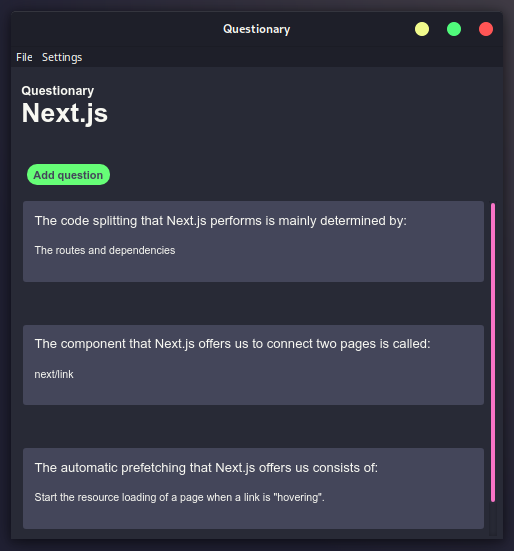 Questionary
File Settings
Questionary
Next.js
Add question
The code splitting that Next.js performs is mainly determined by:
The routes and dependencies
The component that Next.js offers us to connect two pages is called:
next/link
The automatic prefetching that Next.js offers us consists of:
Start the resource loading of a page when a link is "hovering".